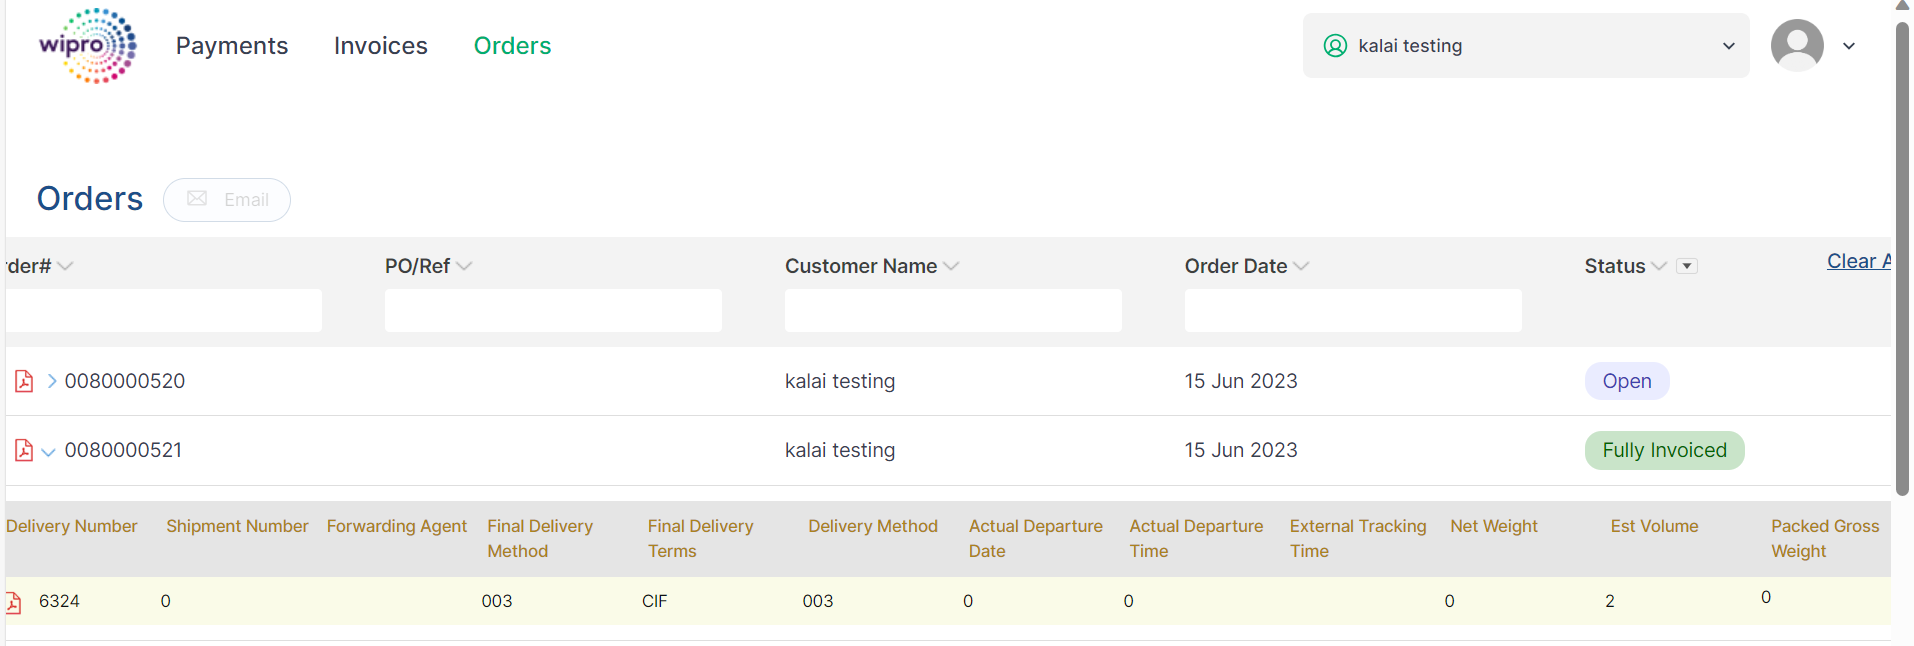 wipro Payments Invoices Orders kalai testing
Orders Email
rder# PO/Ref Customer Name Order Date Status Clear A
0080000520 kalai testing 15 Jun 2023 Open
0080000521 kalai testing 15 Jun 2023 Fully Invoiced
Delivery Number Shipment Number Forwarding Agent Final Delivery Method Final Delivery Terms Delivery Method Actual Departure Date Actual Departure Time External Tracking Time Net Weight Est Volume Packed Gross Weight
6324 0 003 CIF 003 0 0 0 2 0